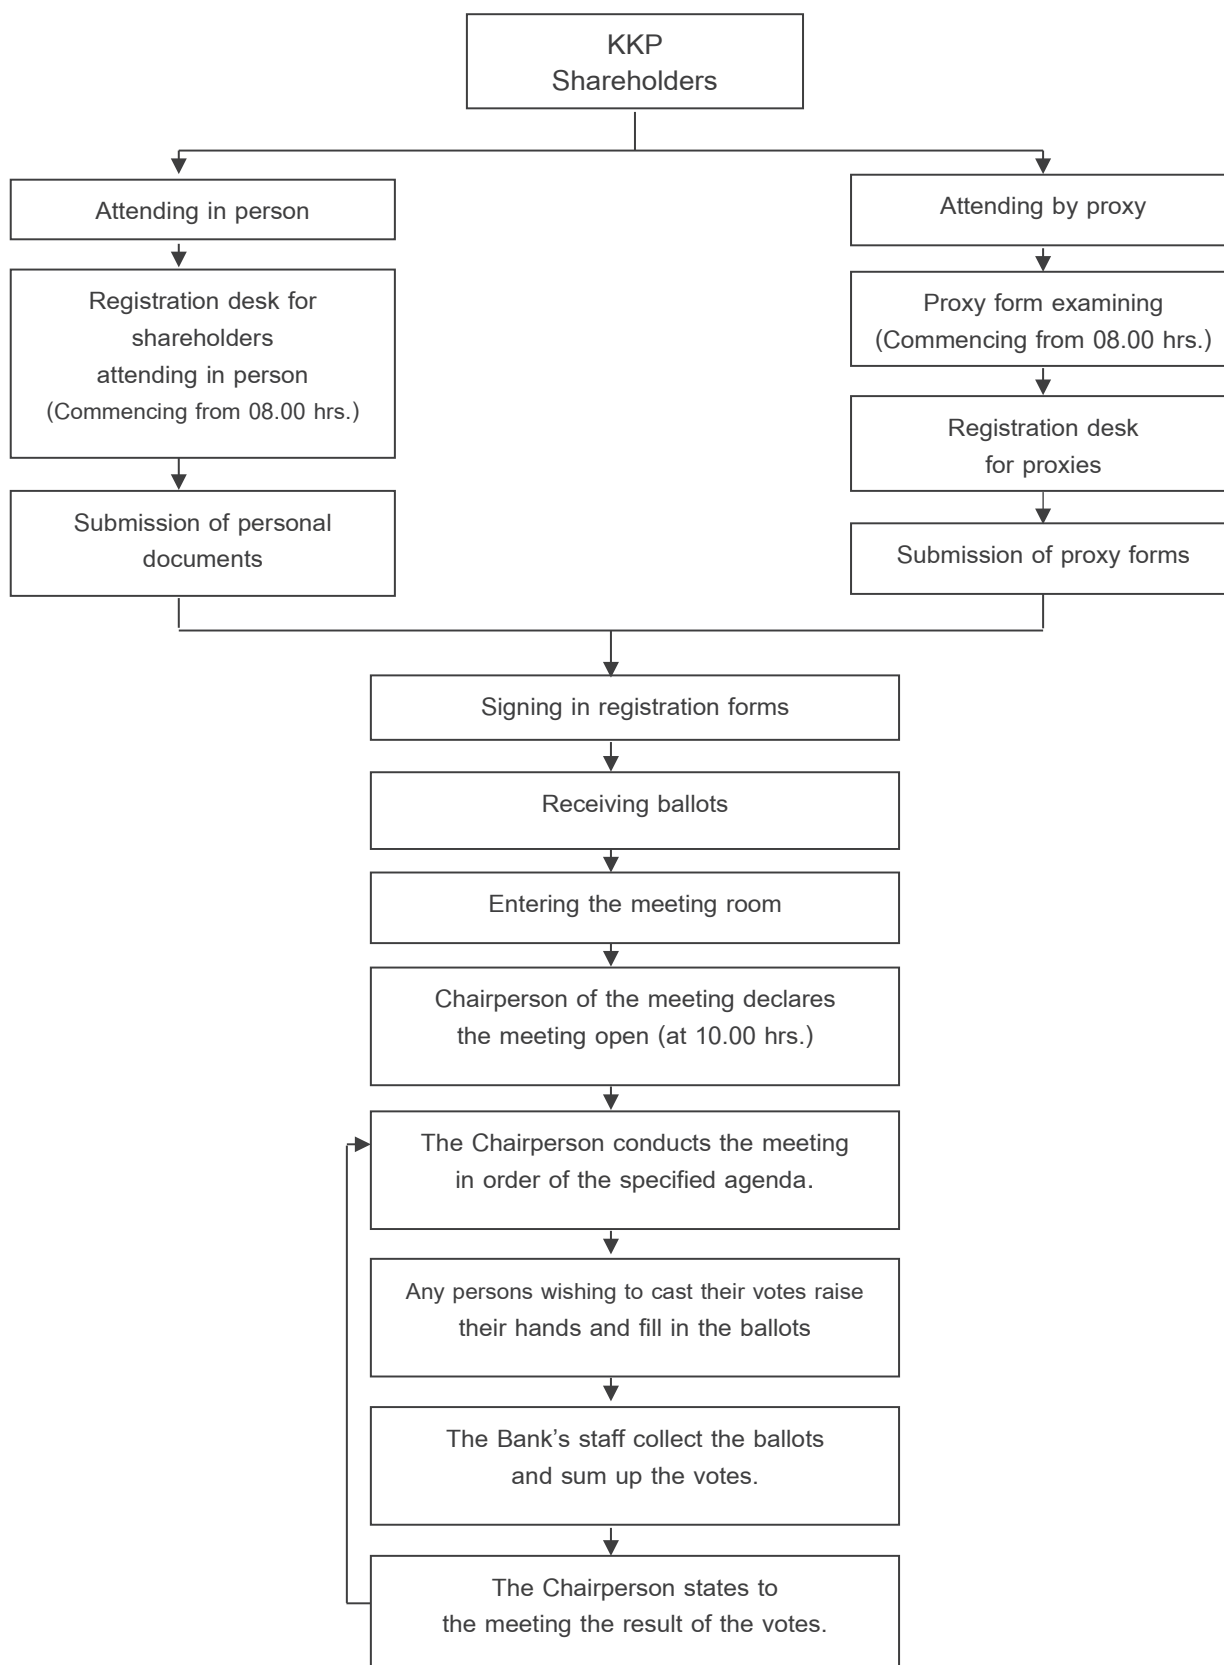 KKP
Shareholders
Attending in person
Attending by proxy
Registration desk for
shareholders
attending in person
(Commencing from 08.00 hrs.)
Proxy form examining
(Commencing from 08.00 hrs.)
Registration desk
for proxies
Submission of personal
documents
Submission of proxy forms
Signing in registration forms
Receiving ballots
Entering the meeting room
Chairperson of the meeting declares
the meeting open (at 10.00 hrs.)
The Chairperson conducts the meeting
in order of the specified agenda.
Any persons wishing to cast their votes raise
their hands and fill in the ballots
The Bank’s staff collect the ballots
and sum up the votes.
The Chairperson states to
the meeting the result of the votes.